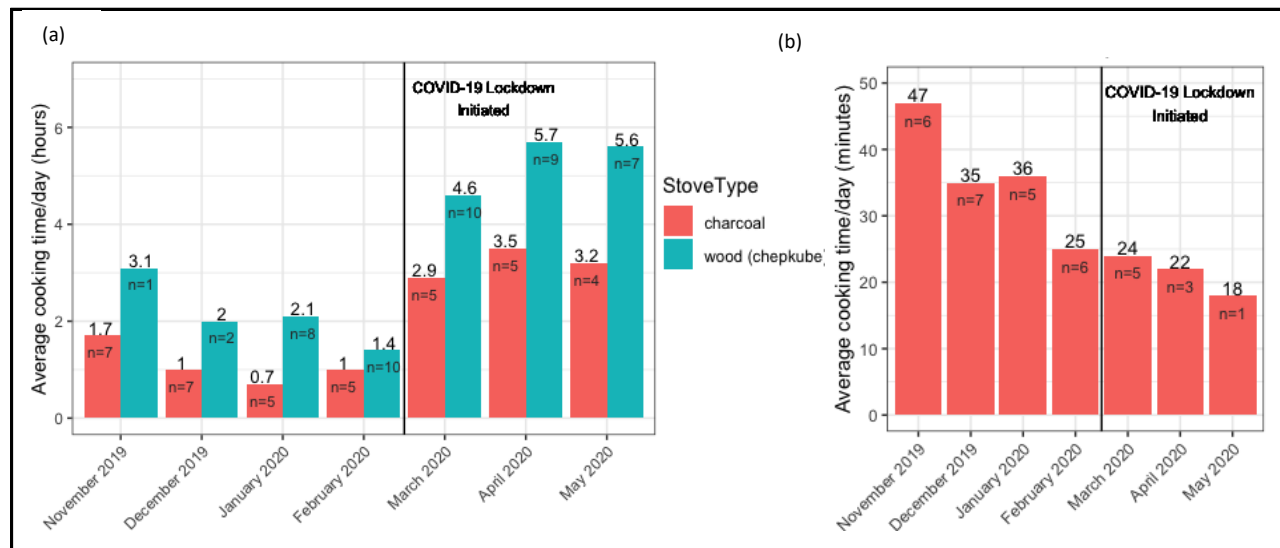 (a)
COVID-19 Lockdown
Initiated
Average cooking time/day (hours)
6
4
2
0
1.7
n=7
3.1
n=1
1
n=7
2
n=2
0.7
n=5
2.1
n=8
1
n=5
1.4
n=10
2.9
n=5
4.6
n=10
3.5
n=5
5.7
n=9
3.2
n=4
5.6
n=7
November 2019
December 2019
January 2020
February 2020
March 2020
April 2020
May 2020
StoveType
charcoal
wood (chepkube)
(b)
COVID-19 Lockdown
Initiated
Average cooking time/day (minutes)
50
40
30
20
10
0
47
n=6
35
n=7
36
n=5
25
n=6
24
n=5
22
n=3
18
n=1
November 2019
December 2019
January 2020
February 2020
March 2020
April 2020
May 2020